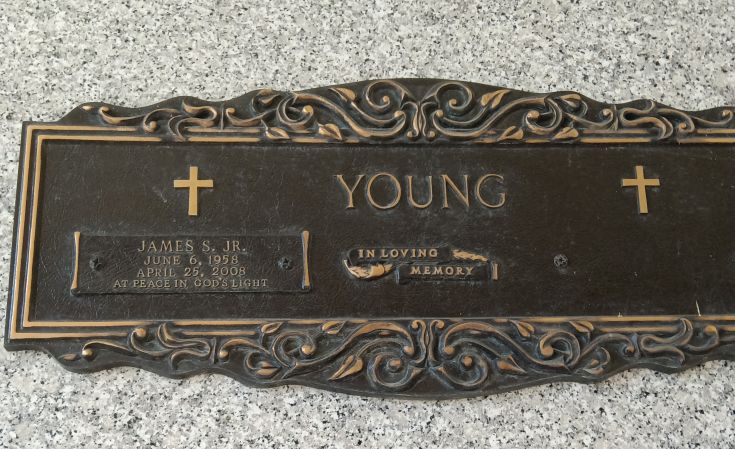 YOUNG
JAMES S. JR.
JUNE 6, 1958
APRIL 25, 2008
AT PEACE IN GOD'S LIGHT
IN LOVING
MEMORY